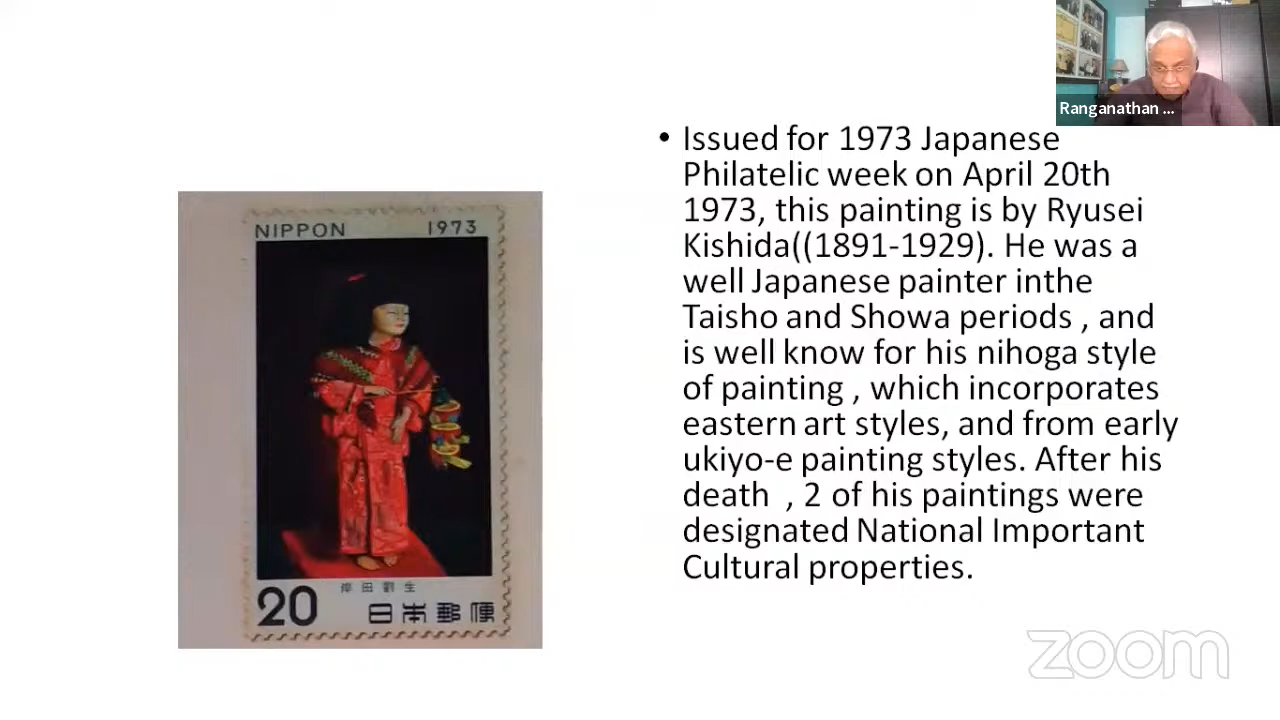 Ranganathan ...
• Issued for 1973 Japanese
Philatelic week on April 20th
1973, this painting is by Ryusei
Kishida((1891-1929). He was a
well Japanese painter inthe
Taisho and Showa periods , and
is well know for his nihoga style
of painting , which incorporates
eastern art styles, and from early
ukiyo-e painting styles. After his
death , 2 of his paintings were
designated National Important
Cultural properties.
NIPPON 1973
岸田劉生
20 日本郵便
zoom